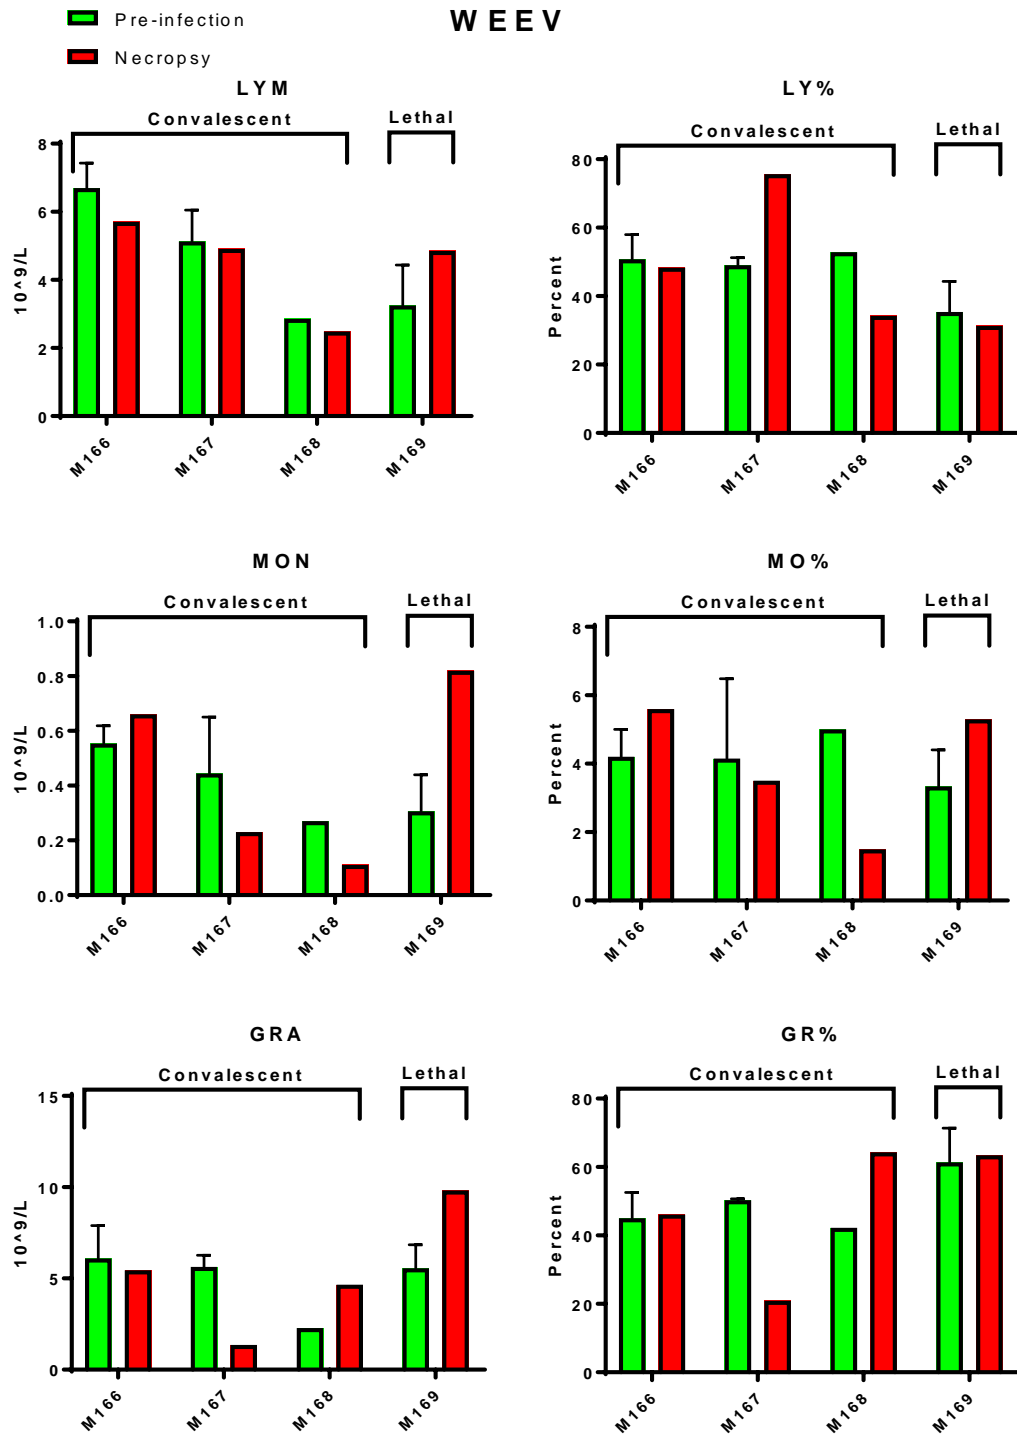 WEEV
Pre-infection
Necropsy
LYM
Convalescent
Lethal
10^9/L
8
6
4
2
0
M166
M167
M168
M169
LY%
Convalescent
Lethal
Percent
80
60
40
20
0
M166
M167
M168
M169
MON
Convalescent
Lethal
10^9/L
1.0
0.8
0.6
0.4
0.2
0.0
M166
M167
M168
M169
MO%
Convalescent
Lethal
Percent
8
6
4
2
0
M166
M167
M168
M169
GRA
Convalescent
Lethal
10^9/L
15
10
5
0
M166
M167
M168
M169
GR%
Convalescent
Lethal
Percent
80
60
40
20
0
M166
M167
M168
M169